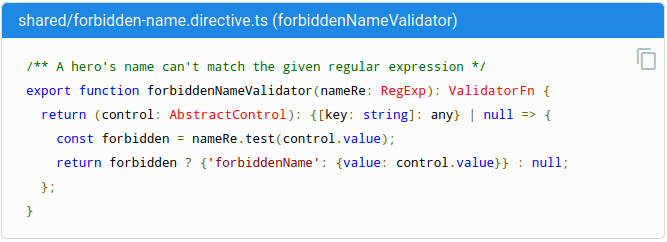 shared/forbidden-name.directive.ts (forbiddenNameValidator)
/** A hero's name can't match the given regular expression */
export function forbiddenNameValidator(nameRe: RegExp): ValidatorFn {
  return (control: AbstractControl): {[key: string]: any} | null => {
    const forbidden = nameRe.test(control.value);
    return forbidden ? {'forbiddenName': {value: control.value}} : null;
  };
}